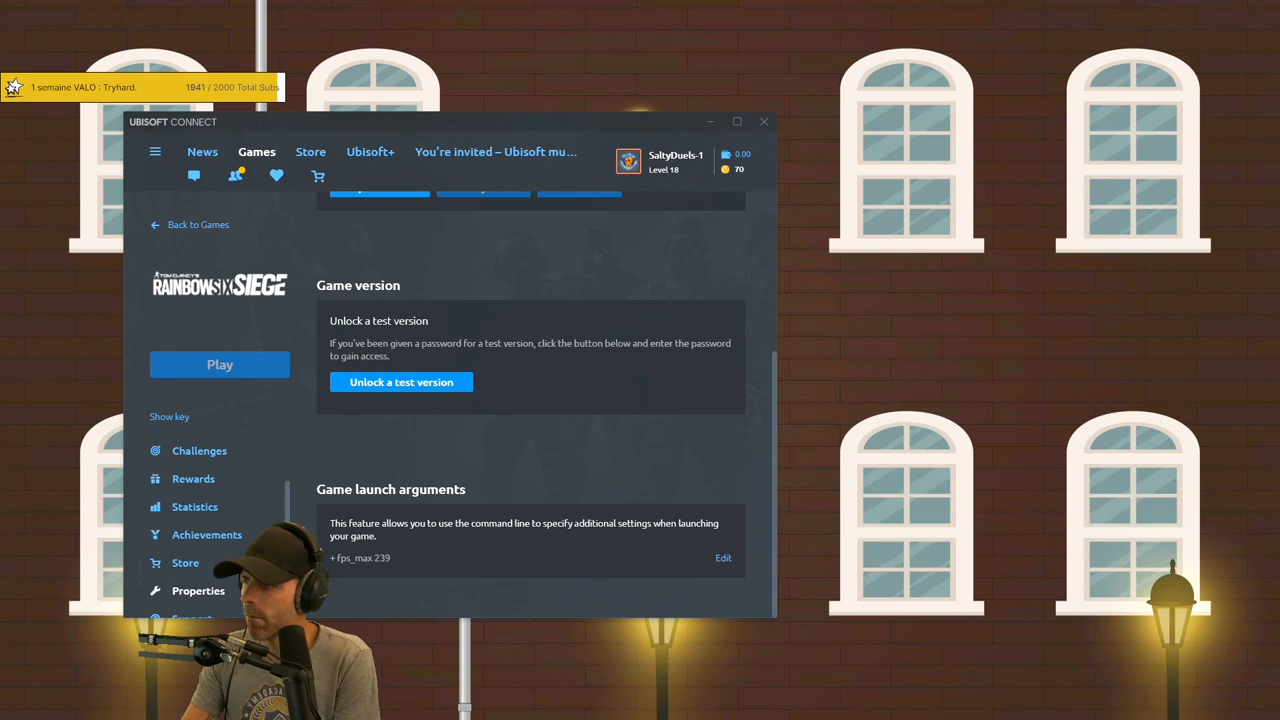 1 semaine VALO : Tryhard. 1941 / 2000 Total Subs
UBISOFT CONNECT
News Games Store Ubisoft+ You're invited – Ubisoft mu...
SaltyDuels-1
Level 18
0.00
70
Back to Games
TOM CLANCY'S
RAINBOWSIX SIEGE
Play
Show key
Challenges
Rewards
Statistics
Achievements
Store
Properties
Support
Game version
Unlock a test version
If you've been given a password for a test version, click the button below and enter the password
to gain access.
Unlock a test version
Game launch arguments
This feature allows you to use the command line to specify additional settings when launching
your game.
+ fps_max 239 Edit